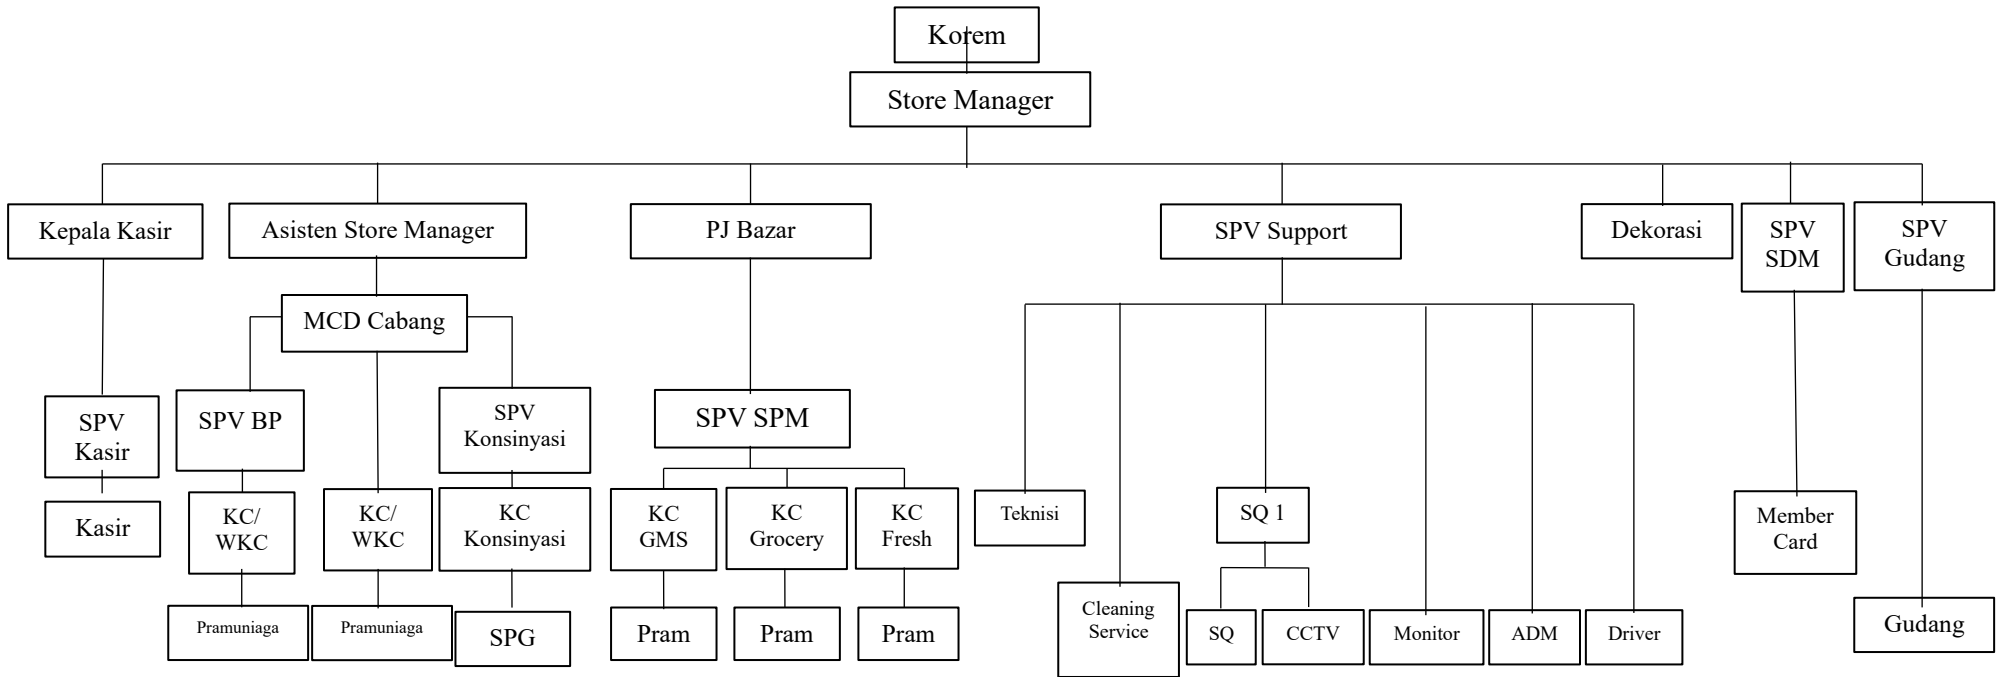 Korem
Store Manager
Kepala Kasir
Asisten Store Manager
PJ Bazar
SPV Support
Dekorasi
SPV
SDM
SPV
Gudang
MCD Cabang
SPV
Kasir
SPV BP
SPV
Konsinyasi
SPV SPM
Kasir
KC/
WKC
KC/
WKC
KC
Konsinyasi
KC
GMS
KC
Grocery
KC
Fresh
Teknisi
SQ 1
Member
Card
Pramuniaga
Pramuniaga
SPG
Pram
Pram
Pram
Cleaning
Service
SQ
CCTV
Monitor
ADM
Driver
Gudang